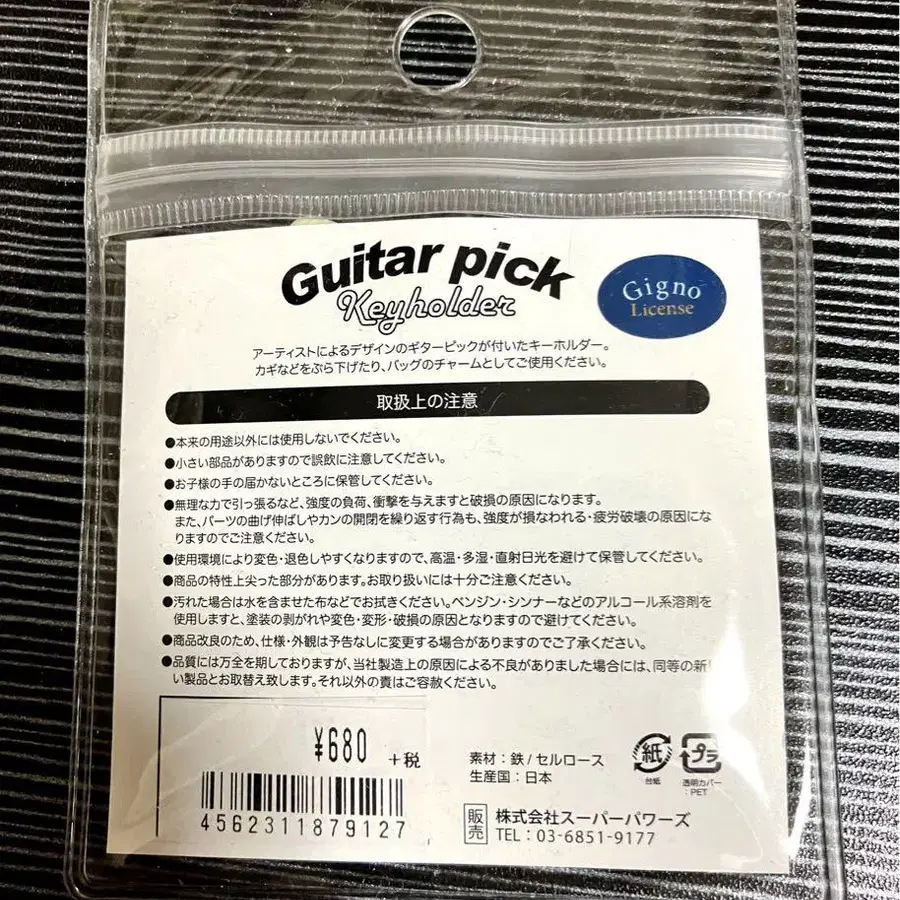 Guitar pick
Keyholder
Gigno
License
アーティストによるデザインのギターピックが付いたキーホルダー。
カギなどをぶら下げたり、バッグのチャームとしてご使用ください。
取扱上の注意
●本来の用途以外には使用しないでください。
●小さい部品がありますので誤飲に注意してください。
●お子様の手の届かないところに保管してください。
●無理な力で引っ張るなど、強度の負荷、衝撃を与えますと破損の原因になります。
また、パーツの曲げ伸ばしやカンの開閉を繰り返す行為も、強度が損なわれる・疲労破壊の原因にな
りますのでご注意ください。
●使用環境により変色・退色しやすくなりますので、高温・多湿・直射日光を避けて保管してください。
●商品の特性上尖った部分があります。お取り扱いには十分ご注意ください。
●汚れた場合は水を含ませた布などでお拭きください。ベンジン・シンナーなどのアルコール系溶剤を
使用しますと、塗装の剥がれや変色・変形・破損の原因となりますので避けてください。
●商品改良のため、仕様・外観は予告なしに変更する場合がありますのでご了承ください。
●品質には万全を期しておりますが、当社製造上の原因による不良がありました場合には、同等の新し
い製品とお取替え致します。それ以外の責はご容赦ください。
¥680 +税
4562311879127
素材：鉄/セルロース
生産国：日本
紙
台紙
プラ
透明カバー
：PET
販売
株式会社スーパーパワーズ
TEL：03-6851-9177